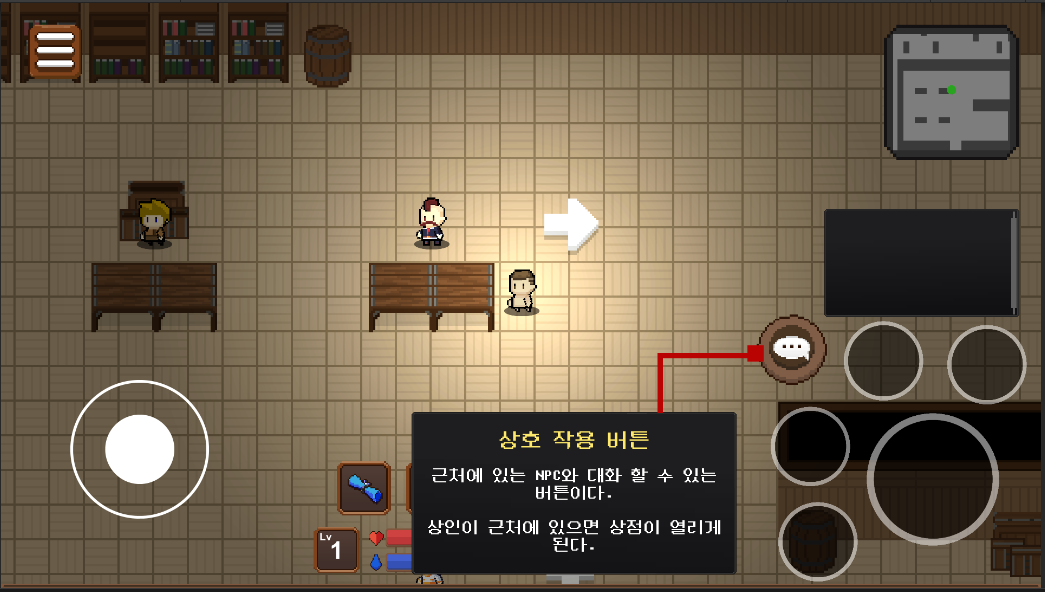 상호 작용 버튼
근처에 있는 NPC와 대화 할 수 있는
버튼이다.
상인이 근처에 있으면 상점이 열리게
된다.
Lv
1